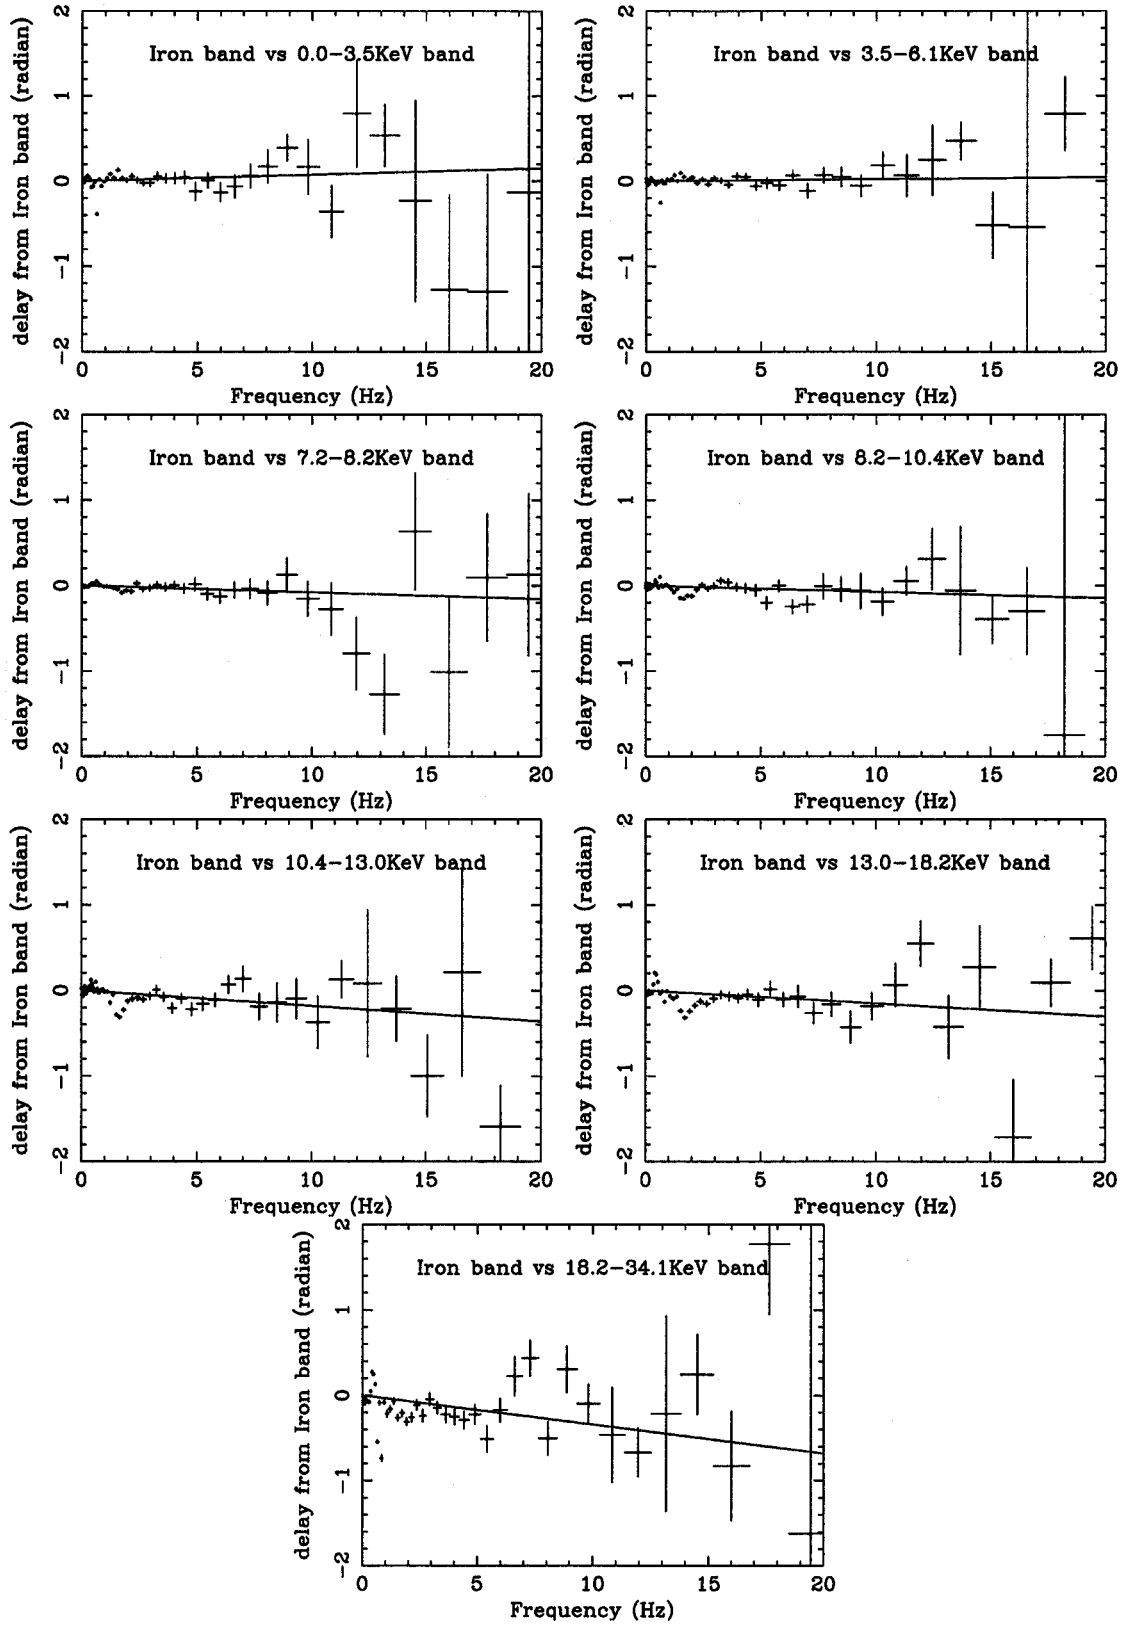 Iron band vs 0.0-3.5KeV band
delay from Iron band (radian)
2
1
0
-1
-2
0 5 10 15 20
Frequency (Hz)
Iron band vs 3.5-6.1KeV band
delay from Iron band (radian)
2
1
0
-1
-2
0 5 10 15 20
Frequency (Hz)
Iron band vs 7.2-8.2KeV band
delay from Iron band (radian)
2
1
0
-1
-2
0 5 10 15 20
Frequency (Hz)
Iron band vs 8.2-10.4KeV band
delay from Iron band (radian)
2
1
0
-1
-2
0 5 10 15 20
Frequency (Hz)
Iron band vs 10.4-13.0KeV band
delay from Iron band (radian)
2
1
0
-1
-2
0 5 10 15 20
Frequency (Hz)
Iron band vs 13.0-18.2KeV band
delay from Iron band (radian)
2
1
0
-1
-2
0 5 10 15 20
Frequency (Hz)
Iron band vs 18.2-34.1KeV band
delay from Iron band (radian)
2
1
0
-1
-2
0 5 10 15 20
Frequency (Hz)